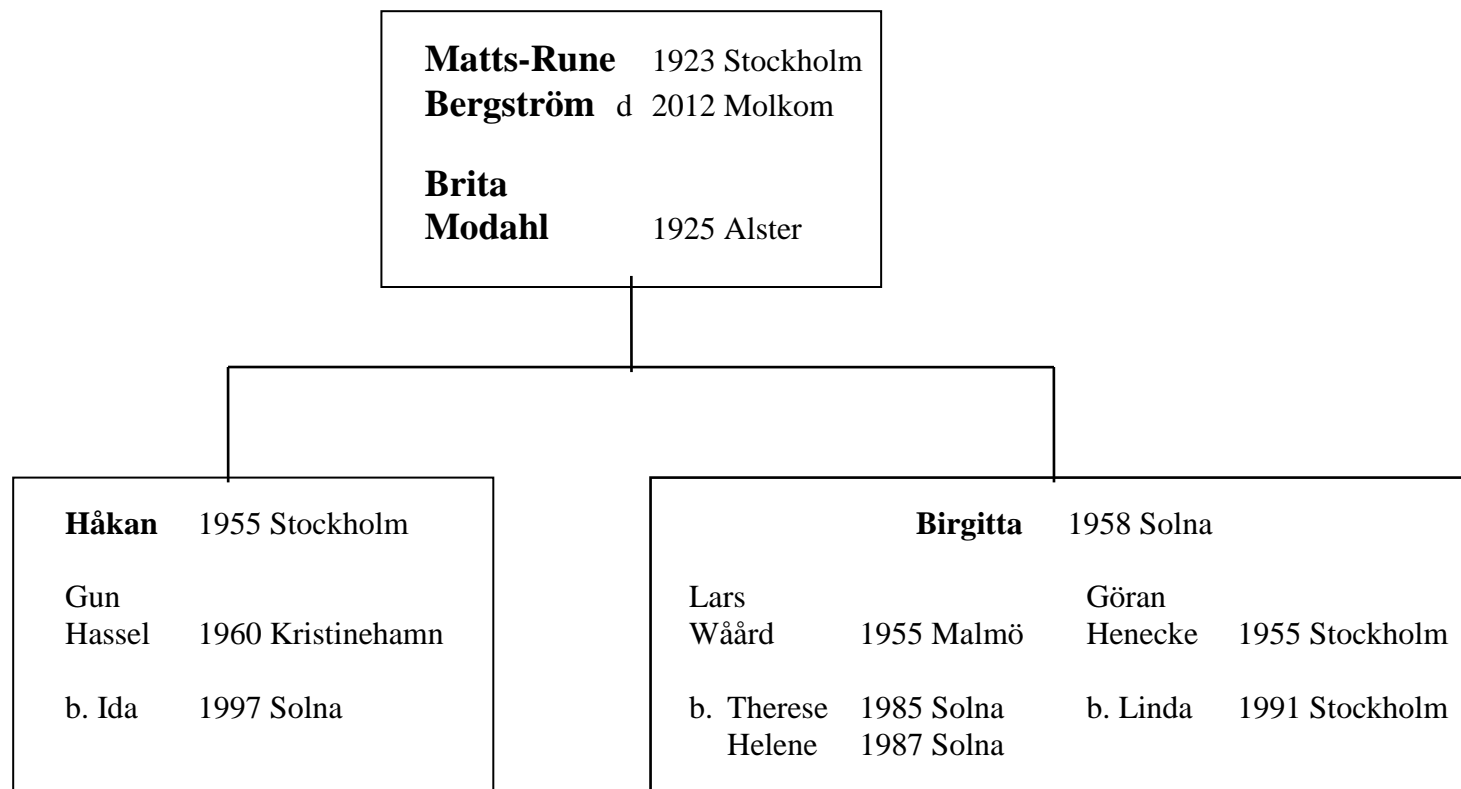 Matts-Rune 1923 Stockholm
Bergström d 2012 Molkom
Brita
Modahl 1925 Alster
Håkan 1955 Stockholm
Gun
Hassel 1960 Kristinehamn
b. Ida 1997 Solna
Birgitta 1958 Solna
Lars
Wåård 1955 Malmö
b. Therese 1985 Solna
Helene 1987 Solna
Göran
Henecke 1955 Stockholm
b. Linda 1991 Stockholm